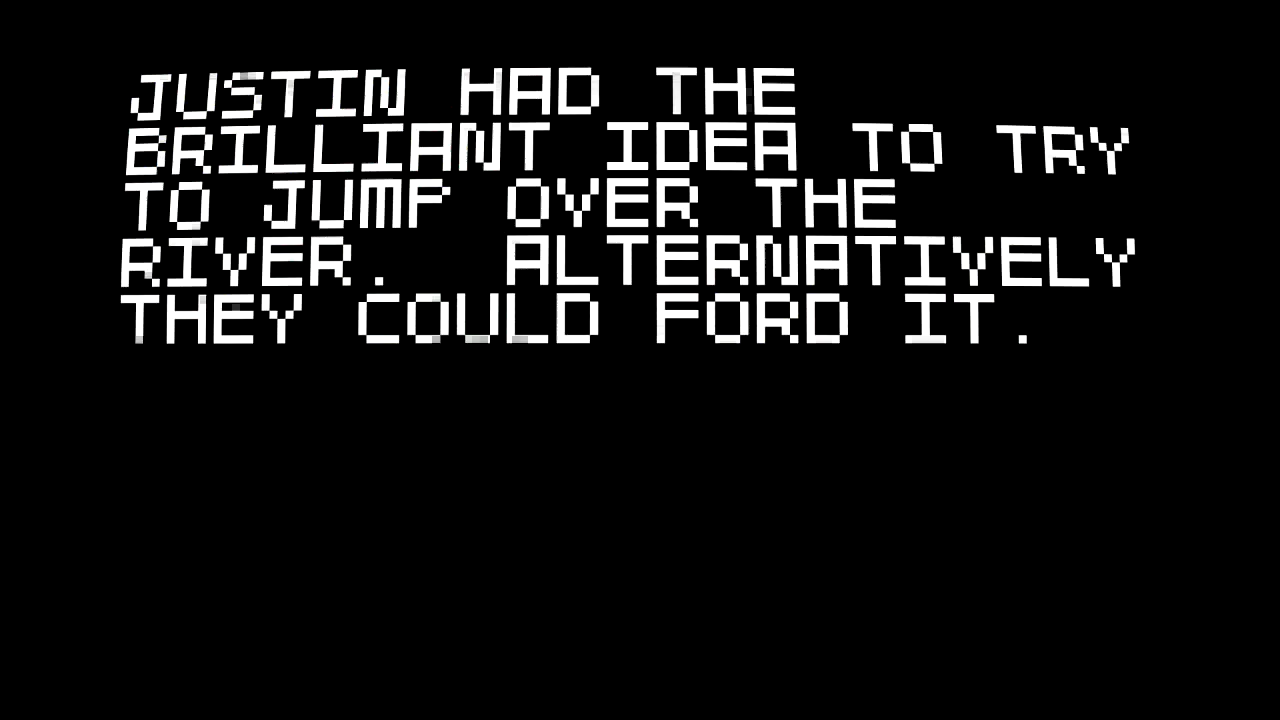 JUSTIN HAD THE
BRILLIANT IDEA TO TRY
TO JUMP OVER THE
RIVER.  ALTERNATIVELY
THEY COULD FORD IT.